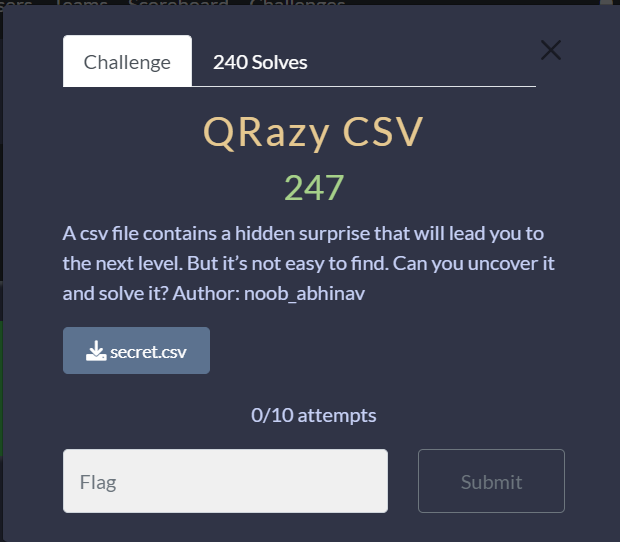 Teams Scoreboard Challenges
Challenge
240 Solves
QRazy CSV
247
A csv file contains a hidden surprise that will lead you to
the next level. But it’s not easy to find. Can you uncover it
and solve it? Author: noob_abhinav
secret.csv
0/10 attempts
Flag
Submit